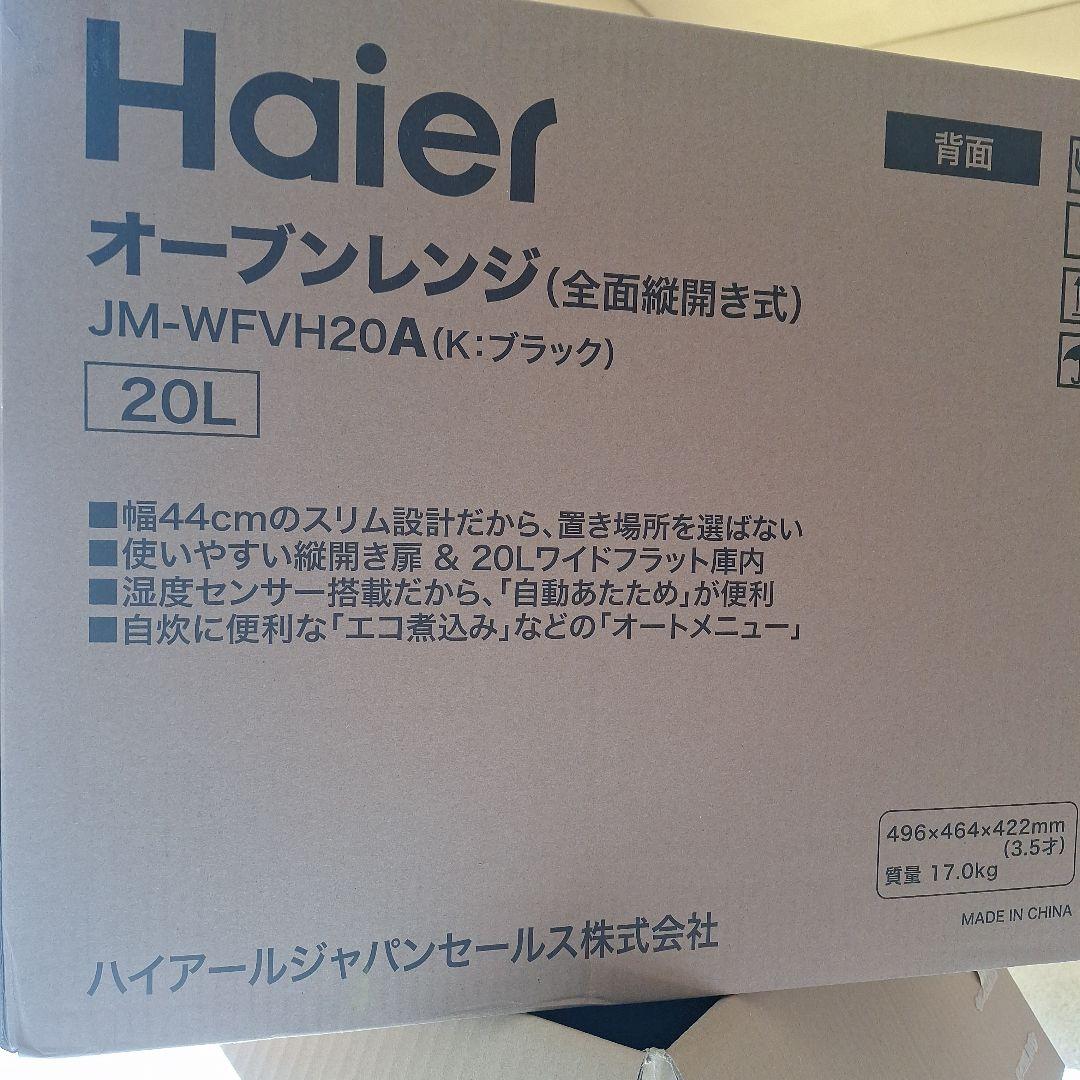 Haier
背面
オーブンレンジ(全面縦開き式)
JM-WFVH20A(K:ブラック)
20L
■幅44cmのスリム設計だから、置き場所を選ばない
■使いやすい縦開き扉 & 20Lワイドフラット庫内
■湿度センサー搭載だから、「自動あたため」が便利
■自炊に便利な「エコ煮込み」などの「オートメニュー」
496×464×422mm
(3.5才)
質量 17.0kg
MADE IN CHINA
ハイアールジャパンセールス株式会社